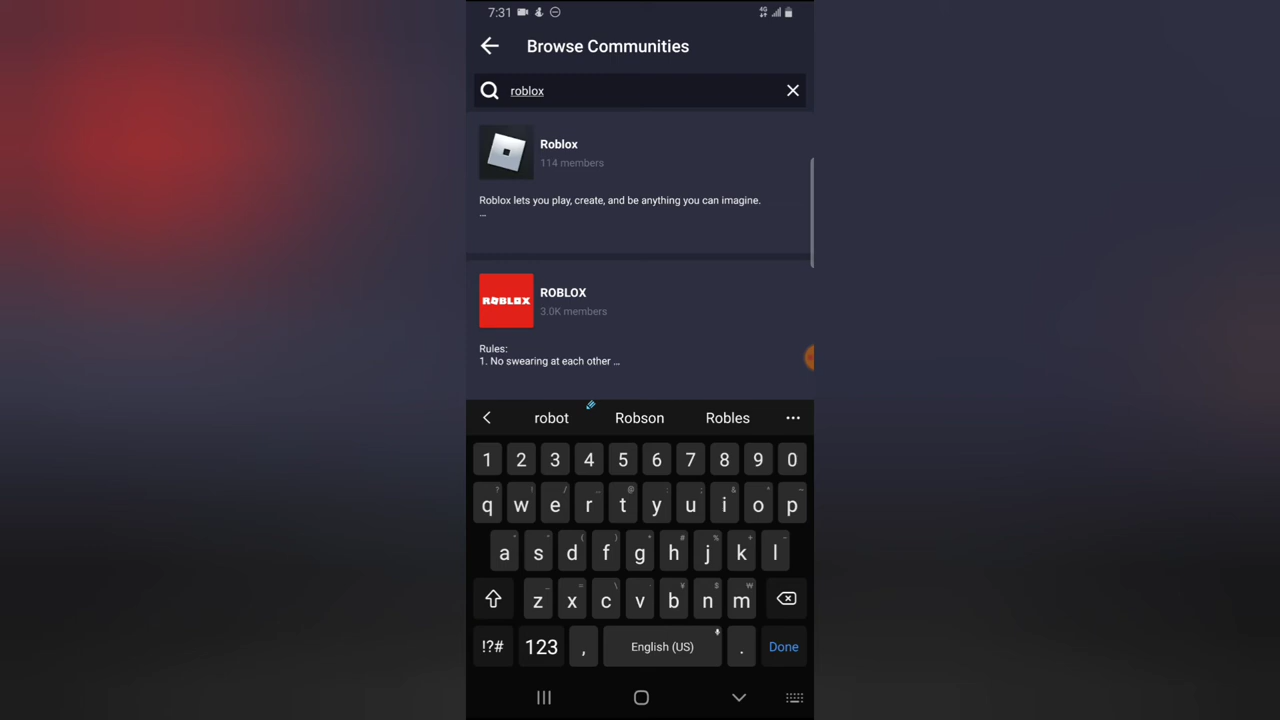 7:31
4G
Browse Communities
roblox
Roblox
114 members
Roblox lets you play, create, and be anything you can imagine.
...
ROBLOX
ROBLOX
3.0K members
Rules:
1. No swearing at each other ...
robot Robson Robles
1 2 3 4 5 6 7 8 9 0
q w e r t y u i o p
a s d f g h j k l
z x c v b n m
!?# 123 , English (US) . Done